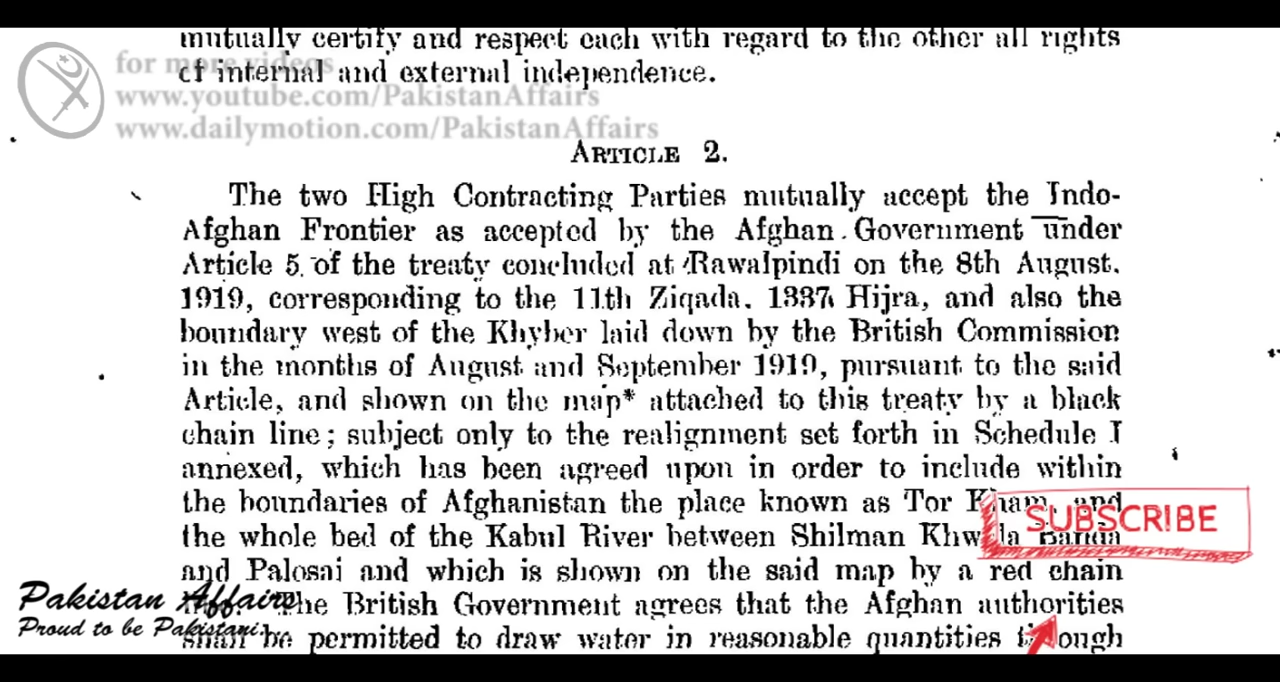 mutually certify and respect each with regard to the other all rights
of internal and external independence.
for more videos
www.youtube.com/PakistanAffairs
www.dailymotion.com/PakistanAffairs
ARTICLE 2.
The two High Contracting Parties mutually accept the Indo-
Afghan Frontier as accepted by the Afghan Government under
Article 5 of the treaty concluded at Rawalpindi on the 8th August,
1919, corresponding to the 11th Ziqada, 1337 Hijra, and also the
boundary west of the Khyber laid down by the British Commission
in the months of August and September 1919, pursuant to the said
Article, and shown on the map* attached to this treaty by a black
chain line; subject only to the realignment set forth in Schedule I
annexed, which has been agreed upon in order to include within
the boundaries of Afghanistan the place known as Tor Kham, and
the whole bed of the Kabul River between Shilman Khwala Banda
SUBSCRIBE
and Palosai and which is shown on the said map by a red chain
The British Government agrees that the Afghan authorities
shall be permitted to draw water in reasonable quantities through
Pakistan Affairs
Proud to be Pakistani.